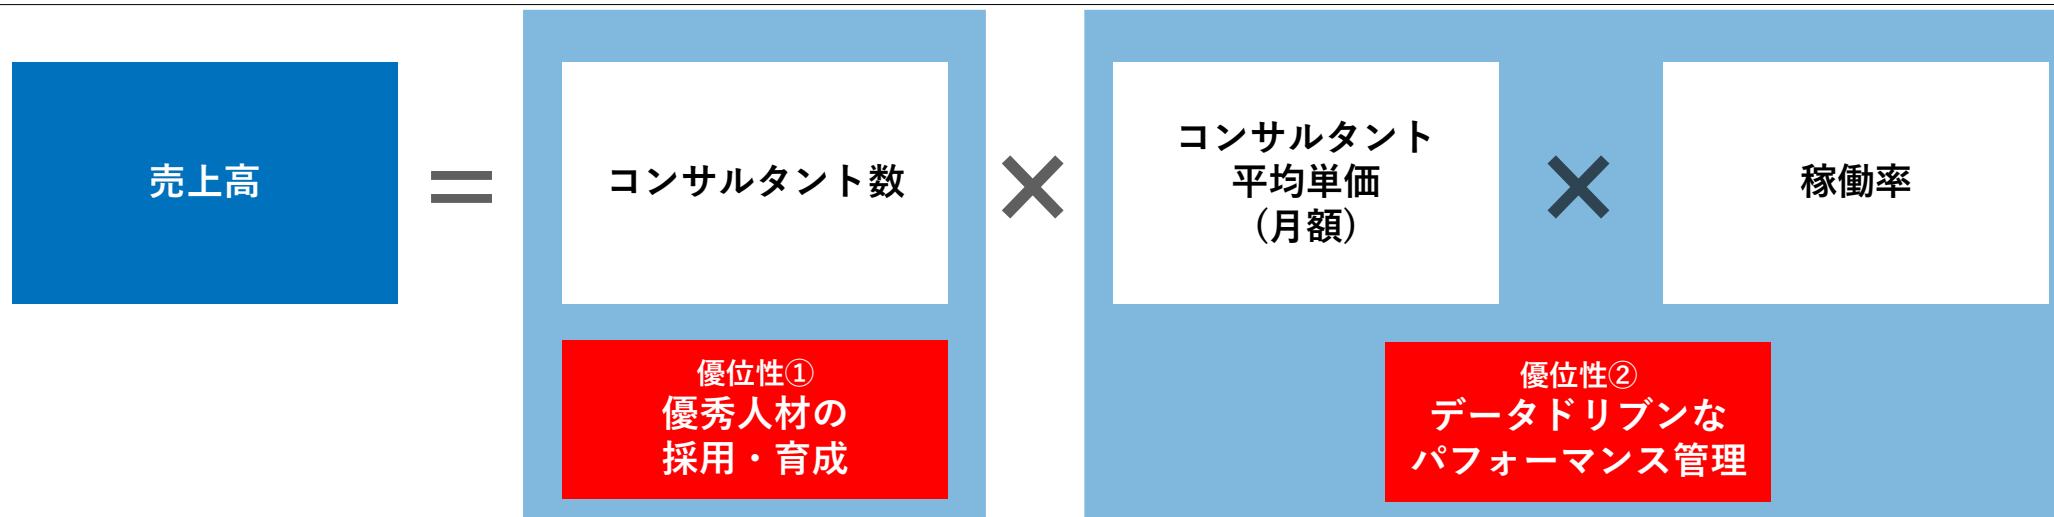 売上高
＝
コンサルタント数
×
コンサルタント
平均単価
（月額）
×
稼働率
優位性①
優秀人材の
採用・育成
優位性②
データドリブンな
パフォーマンス管理